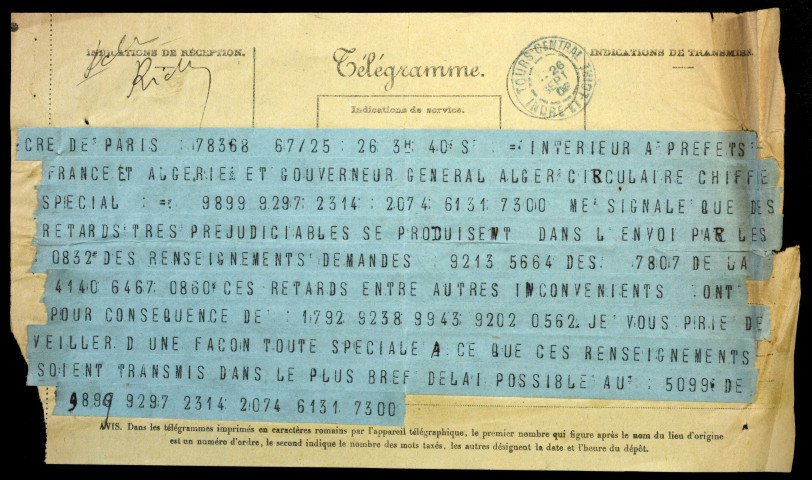 INDICATIONS DE RÉCEPTION.
Télégramme.
INDICATIONS DE TRANSMIS
Indications de service.
TOURS CENTRAL
26
SEPT
INDRE-ET-LOIRE
CRE DE PARIS 78368 67/25 26 3H 40 S = INTERIEUR A PREFETS
FRANCE ET ALGERIE ET GOUVERNEUR GENERAL ALGER CIRCULAIRE CHIFFE
SPECIAL = 9899 9297 2314 2074 6131 7300 ME SIGNALE QUE DES
RETARDS TRES PREJUDICIABLES SE PRODUISENT DANS L ENVOI PAR LES
0832 DES RENSEIGNEMENTS DEMANDES 9213 5664 DES 7807 DE LA
4140 6467 0860 CES RETARDS ENTRE AUTRES INCONVENIENTS ONT
POUR CONSEQUENCE DE 1792 9238 9943 9202 0562 JE VOUS PRIE DE
VEILLER D UNE FACON TOUTE SPECIALE A CE QUE CES RENSEIGNEMENTS
SOIENT TRANSMIS DANS LE PLUS BREF DELAI POSSIBLE AU 5099 DE
9899 9297 2314 2074 6131 7300
AVIS. Dans les télégrammes imprimés en caractères romains par l'appareil télégraphique, le premier nombre qui figure après le nom du lieu d'origine
est un numéro d'ordre, le second indique le nombre des mots taxés, les autres désignent la date et l'heure du dépôt.